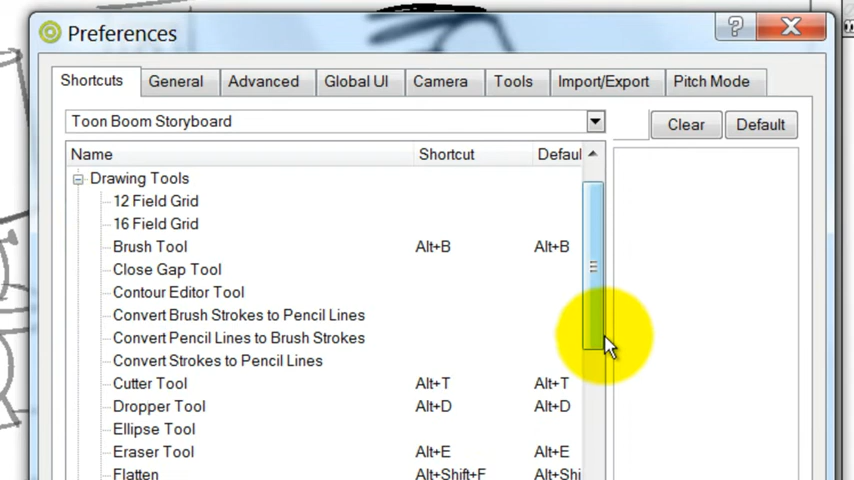 Preferences
Shortcuts General Advanced Global UI Camera Tools Import/Export Pitch Mode
Toon Boom Storyboard Clear Default
Name Shortcut Defaul
Drawing Tools
12 Field Grid
16 Field Grid
Brush Tool Alt+B Alt+B
Close Gap Tool
Contour Editor Tool
Convert Brush Strokes to Pencil Lines
Convert Pencil Lines to Brush Strokes
Convert Strokes to Pencil Lines
Cutter Tool Alt+T Alt+T
Dropper Tool Alt+D Alt+D
Ellipse Tool
Eraser Tool Alt+E Alt+E
Flatten Alt+Shift+F Alt+Shi